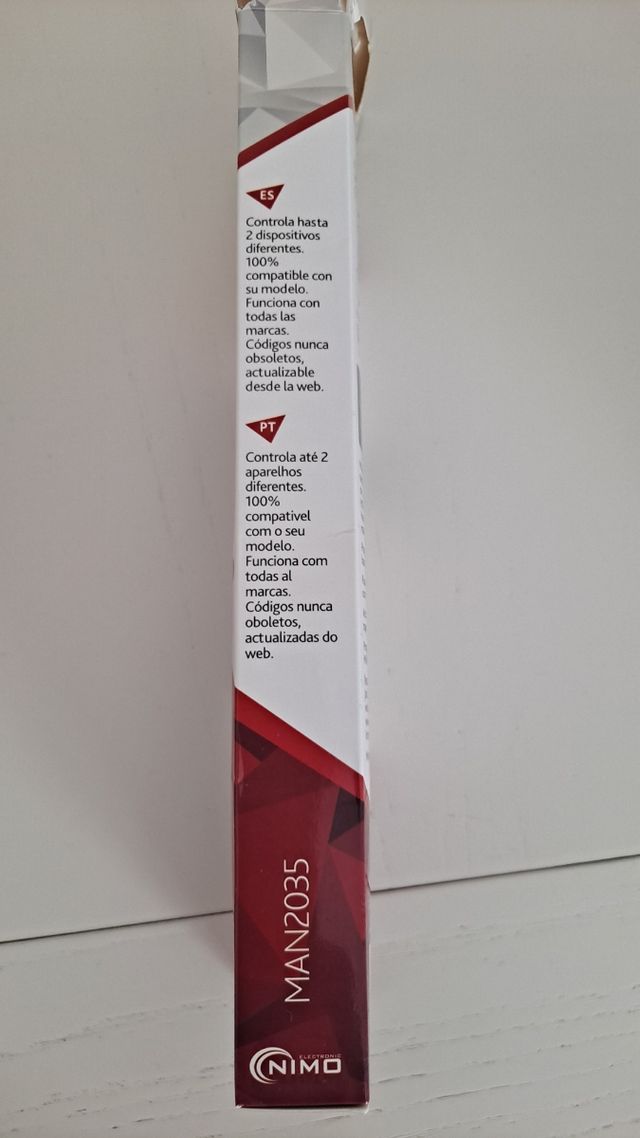 ES
Controla hasta
2 dispositivos
diferentes.
100%
compatible con
su modelo.
Funciona con
todas las
marcas.
Códigos nunca
obsoletos,
actualizable
desde la web.
PT
Controla até 2
aparelhos
diferentes.
100%
compativel
com o seu
modelo.
Funciona com
todas al
marcas.
Códigos nunca
oboletos,
actualizadas do
web.
MAN2035
ELECTRONIC
NIMO